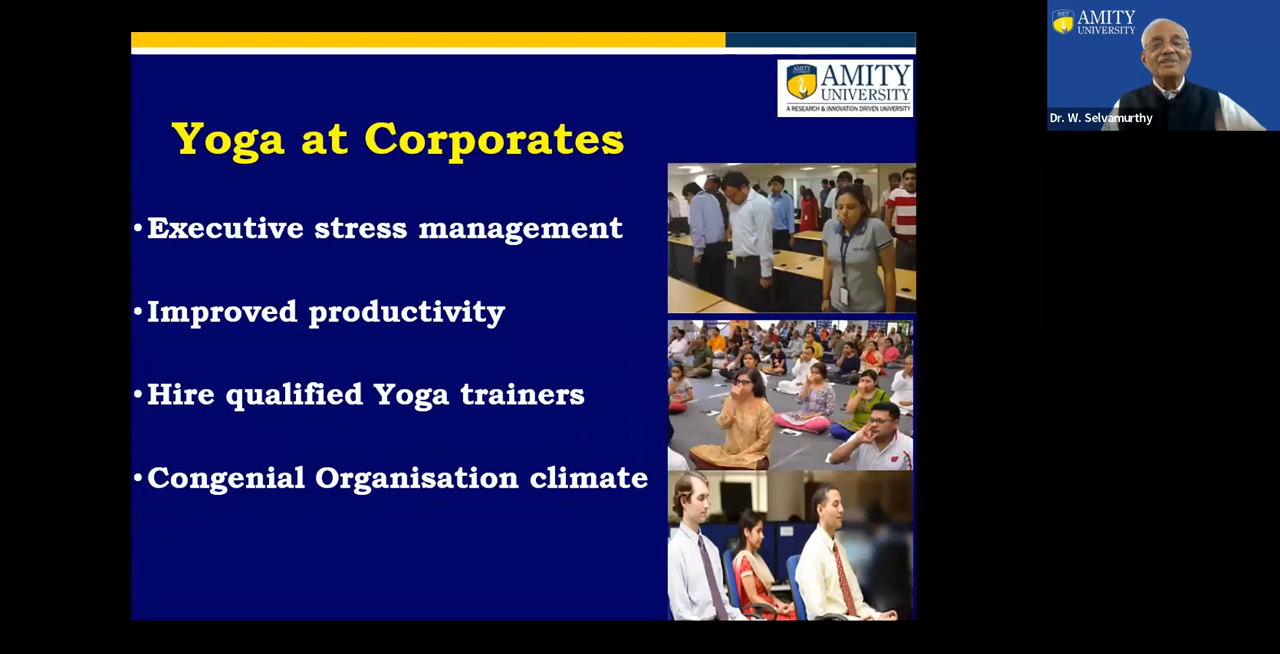 AMITY
UNIVERSITY
A RESEARCH & INNOVATION DRIVEN UNIVERSITY
Yoga at Corporates
• Executive stress management
• Improved productivity
• Hire qualified Yoga trainers
• Congenial Organisation climate
AMITY
UNIVERSITY
Dr. W. Selvamurthy